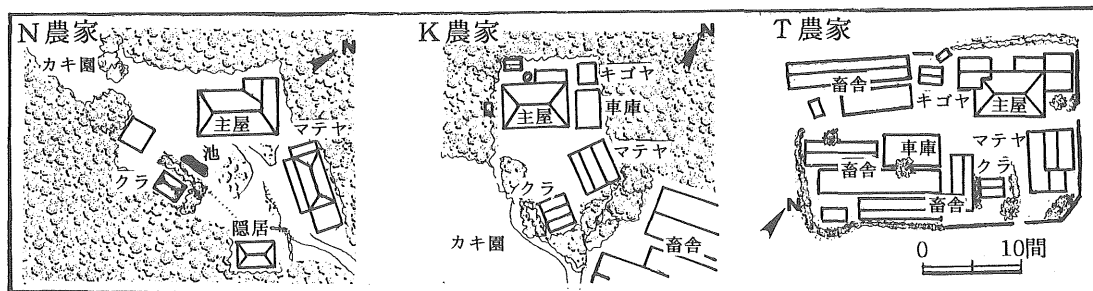 N農家
カキ園
主屋
マテヤ
池
クラ
隠居
N
K農家
キゴヤ
主屋
車庫
マテヤ
クラ
カキ園
畜舎
N
T農家
畜舎
キゴヤ
主屋
マテヤ
車庫
クラ
畜舎
畜舎
N
0 10間